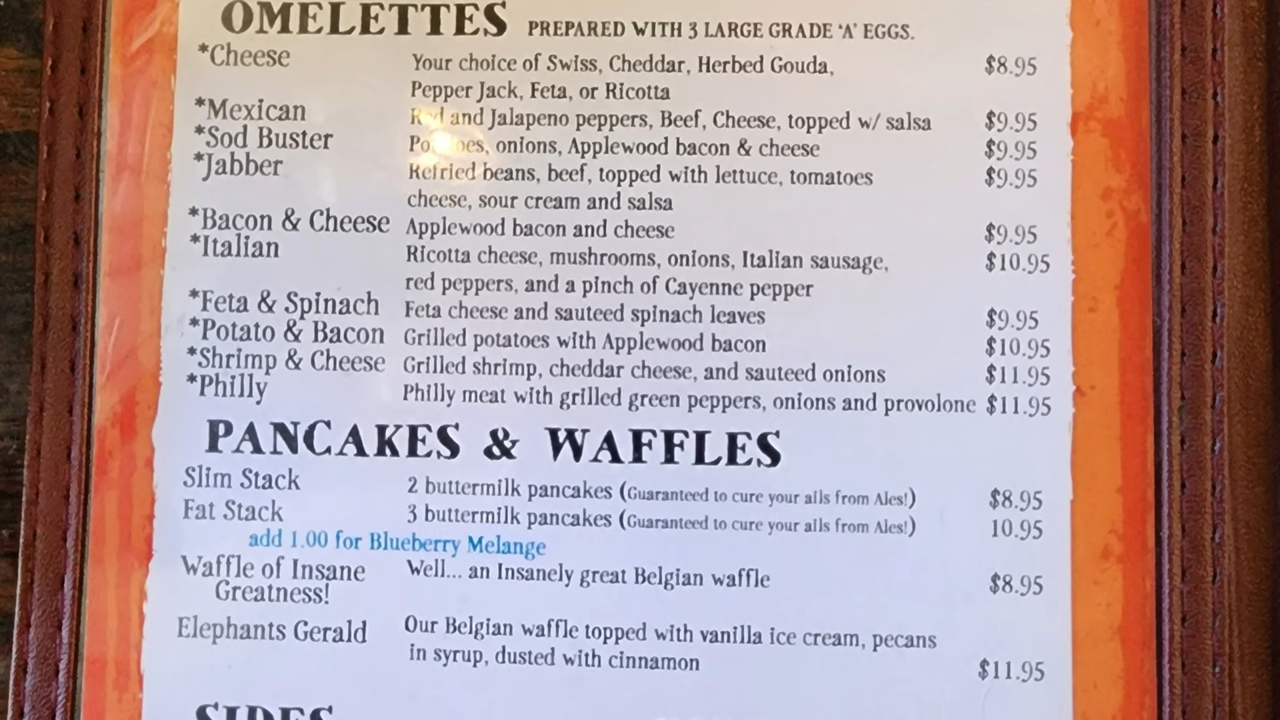 OMELETTES PREPARED WITH 3 LARGE GRADE 'A' EGGS.
*Cheese Your choice of Swiss, Cheddar, Herbed Gouda, $8.95
Pepper Jack, Feta, or Ricotta
*Mexican Red and Jalapeno peppers, Beef, Cheese, topped w/ salsa $9.95
*Sod Buster Potatoes, onions, Applewood bacon & cheese $9.95
*Jabber Refried beans, beef, topped with lettuce, tomatoes $9.95
cheese, sour cream and salsa
*Bacon & Cheese Applewood bacon and cheese $9.95
*Italian Ricotta cheese, mushrooms, onions, Italian sausage, $10.95
red peppers, and a pinch of Cayenne pepper
*Feta & Spinach Feta cheese and sauteed spinach leaves $9.95
*Potato & Bacon Grilled potatoes with Applewood bacon $10.95
*Shrimp & Cheese Grilled shrimp, cheddar cheese, and sauteed onions $11.95
*Philly Philly meat with grilled green peppers, onions and provolone $11.95
PANCAKES & WAFFLES
Slim Stack 2 buttermilk pancakes (Guaranteed to cure your ails from Ales!) $8.95
Fat Stack 3 buttermilk pancakes (Guaranteed to cure your ails from Ales!) 10.95
add 1.00 for Blueberry Melange
Waffle of Insane Well... an Insanely great Belgian waffle $8.95
Greatness!
Elephants Gerald Our Belgian waffle topped with vanilla ice cream, pecans
in syrup, dusted with cinnamon $11.95
SIDES